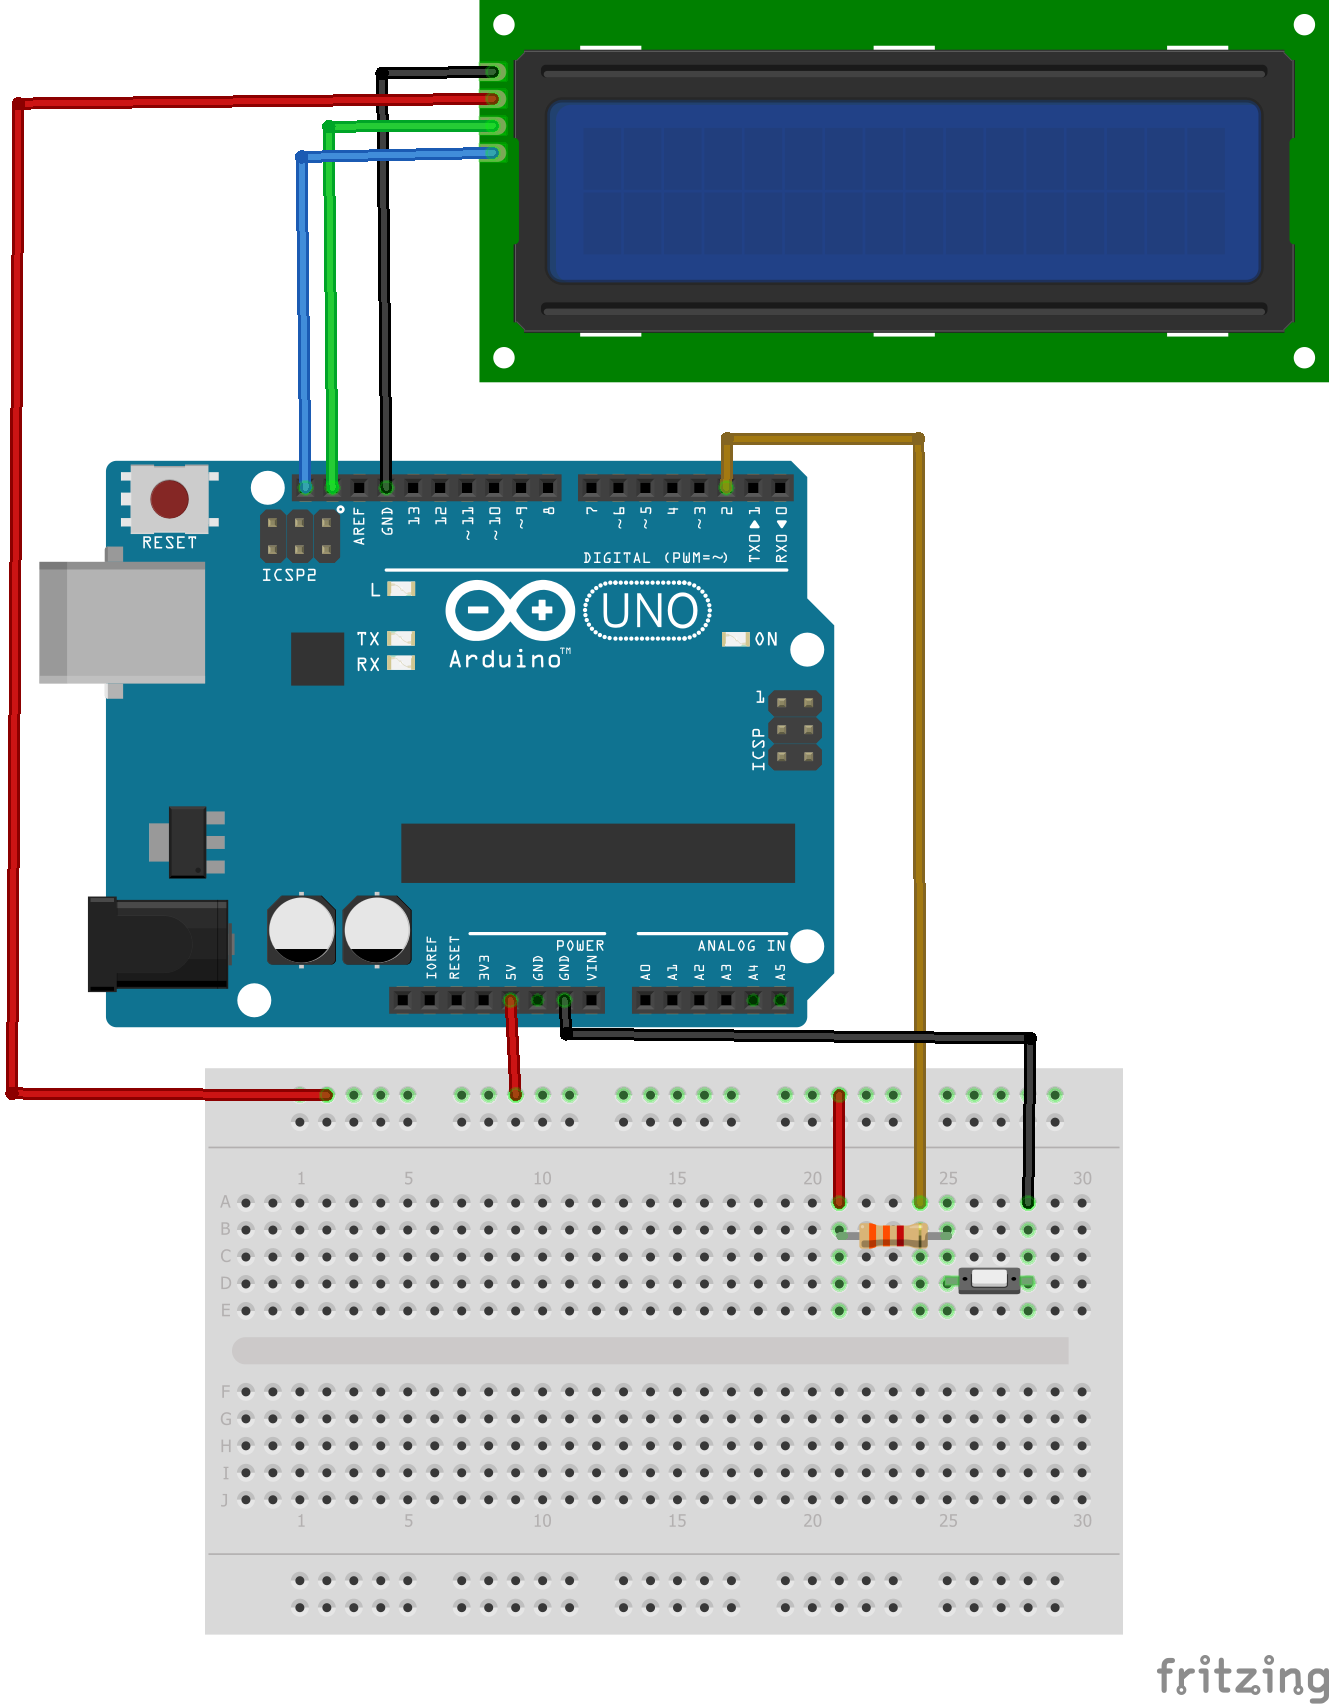 RESET
ICSP2
AREF
GND
13
12
~11
~10
~9
8
7
~6
~5
4
~3
2
TX0 ▶ 1
RX0 ◀ 0
DIGITAL (PWM=~)
L
TX
RX
UNO
Arduino™
ON
1
ICSP
POWER
ANALOG IN
IOREF
RESET
3V3
5V
GND
GND
VIN
A0
A1
A2
A3
A4
A5
1 5 10 15 20 25 30
A
B
C
D
E
F
G
H
I
J
1 5 10 15 20 25 30
fritzing